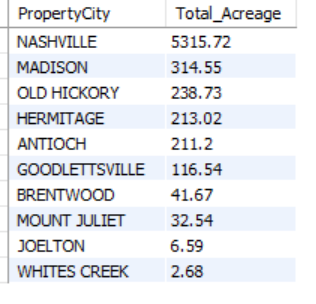 PropertyCity Total_Acreage
NASHVILLE 5315.72
MADISON 314.55
OLD HICKORY 238.73
HERMITAGE 213.02
ANTIOCH 211.2
GOODLETTSVILLE 116.54
BRENTWOOD 41.67
MOUNT JULIET 32.54
JOELTON 6.59
WHITES CREEK 2.68